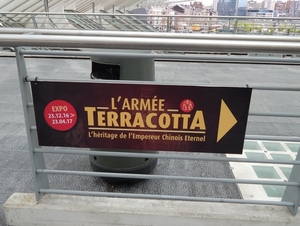 EXPO
23.12.16 >
23.04.17
L'ARMÉE
TERRACOTTA
L'héritage de l'Empereur Chinois Eternel